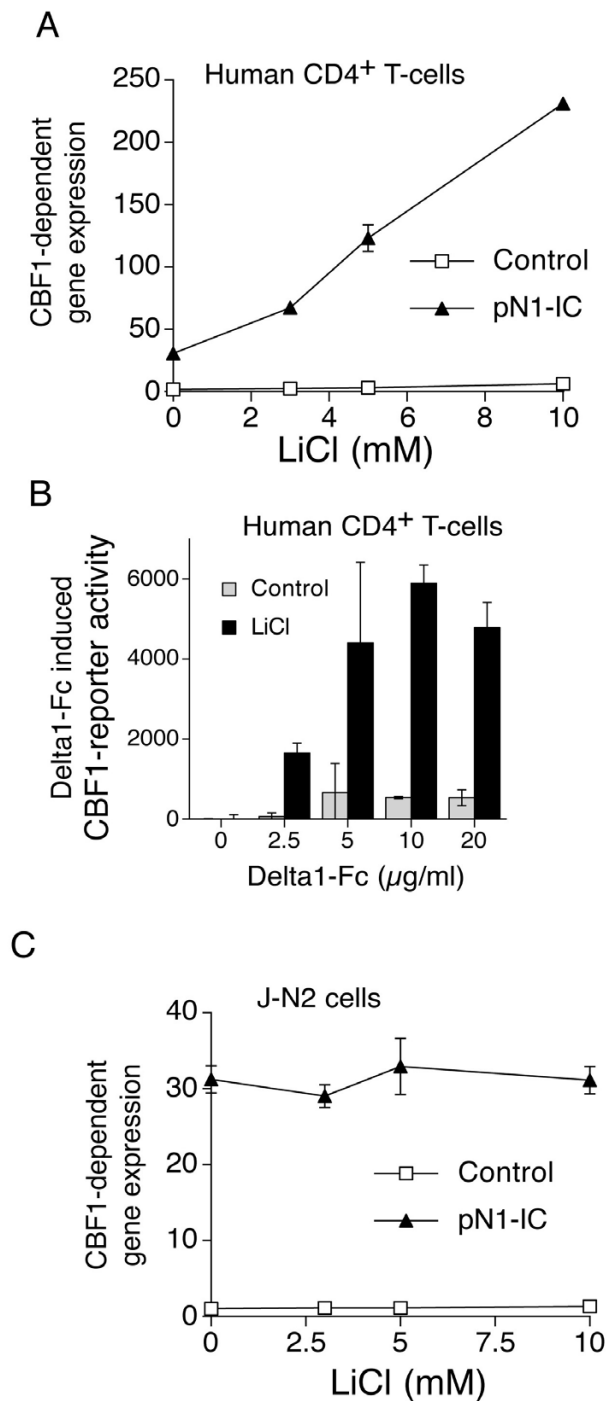 A
Human CD4+ T-cells
CBF1-dependent
gene expression
250
200
150
100
50
0
Control
pN1-IC
0 2 4 6 8 10
LiCl (mM)
B
Human CD4+ T-cells
Delta1-Fc induced
CBF1-reporter activity
6000
4000
2000
0
Control
LiCl
0 2.5 5 10 20
Delta1-Fc (µg/ml)
C
J-N2 cells
CBF1-dependent
gene expression
40
30
20
10
0
Control
pN1-IC
0 2.5 5 7.5 10
LiCl (mM)